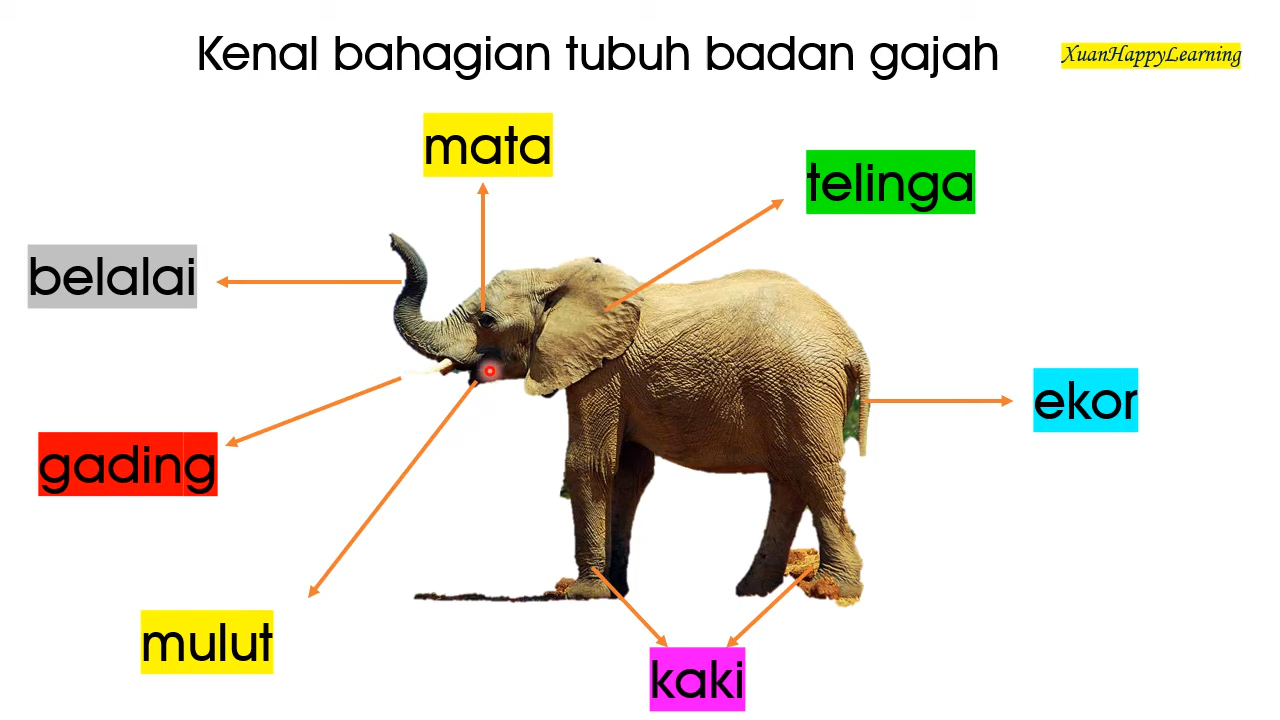 Kenal bahagian tubuh badan gajah
XuanHappyLearning
mata
telinga
belalai
ekor
gading
mulut
kaki